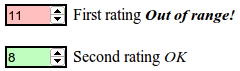 11 First rating Out of range!
8 Second rating OK